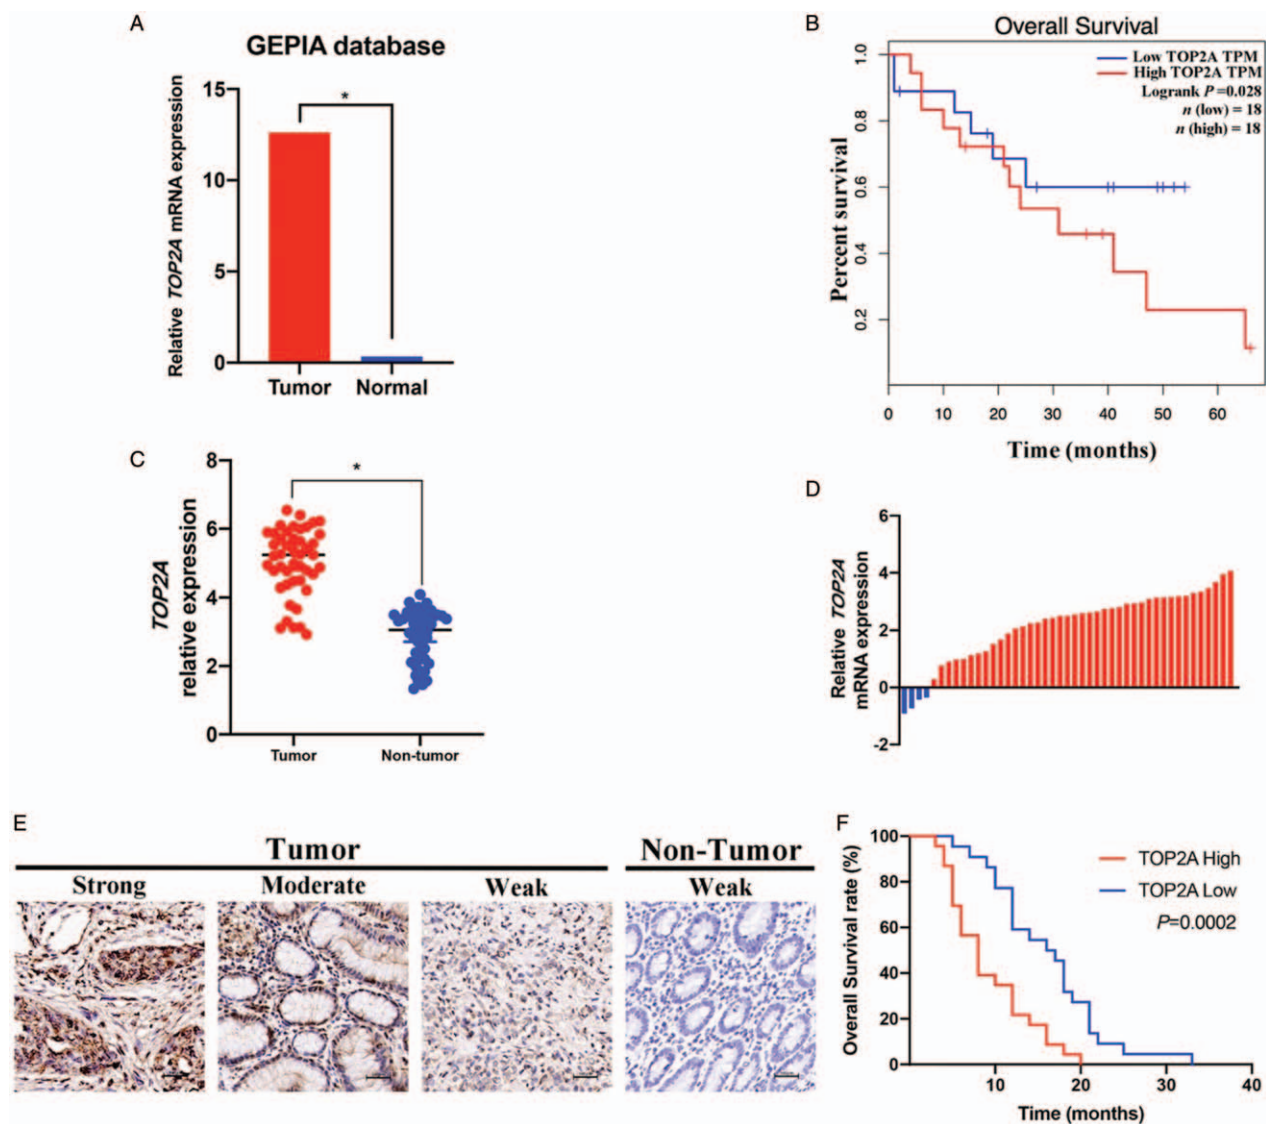 A
GEPIA database
Relative TOP2A mRNA expression
15
10
5
0
*
Tumor
Normal
B
Overall Survival
Low TOP2A TPM
High TOP2A TPM
Logrank P =0.028
n (low) = 18
n (high) = 18
Percent survival
1.0
0.8
0.6
0.4
0.2
0 10 20 30 40 50 60
Time (months)
C
TOP2A
relative expression
8
6
4
2
0
*
Tumor
Non-tumor
D
Relative TOP2A
mRNA expression
6
4
2
0
-2
E
Tumor
Non-Tumor
Strong
Moderate
Weak
Weak
F
Overall Survival rate (%)
100
80
60
40
20
0
TOP2A High
TOP2A Low
P=0.0002
10 20 30 40
Time (months)